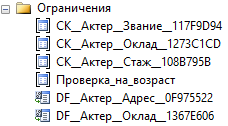 Ограничения
CK__Актер__Звание__117F9D94
CK__Актер__Оклад__1273C1CD
CK__Актер__Стаж__108B795B
Проверка_на_возраст
DF__Актер__Адрес__0F975522
DF__Актер__Оклад__1367E606